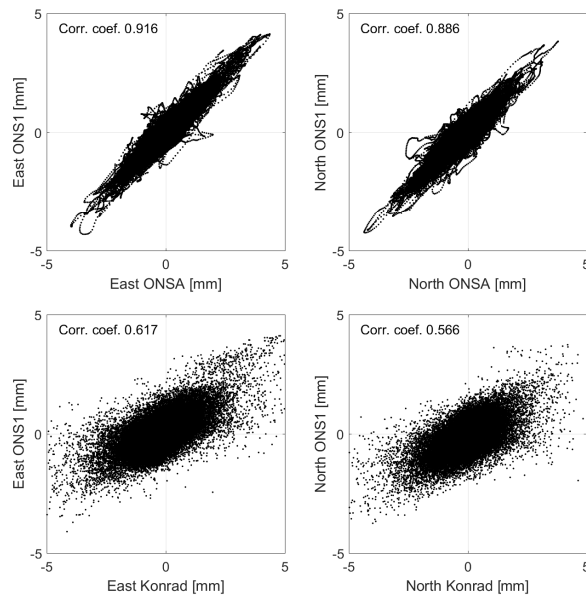 Corr. coef. 0.916
5
0
-5
East ONS1 [mm]
-5 0 5
East ONSA [mm]
Corr. coef. 0.886
5
0
-5
North ONS1 [mm]
-5 0 5
North ONSA [mm]
Corr. coef. 0.617
5
0
-5
East ONS1 [mm]
-5 0 5
East Konrad [mm]
Corr. coef. 0.566
5
0
-5
North ONS1 [mm]
-5 0 5
North Konrad [mm]